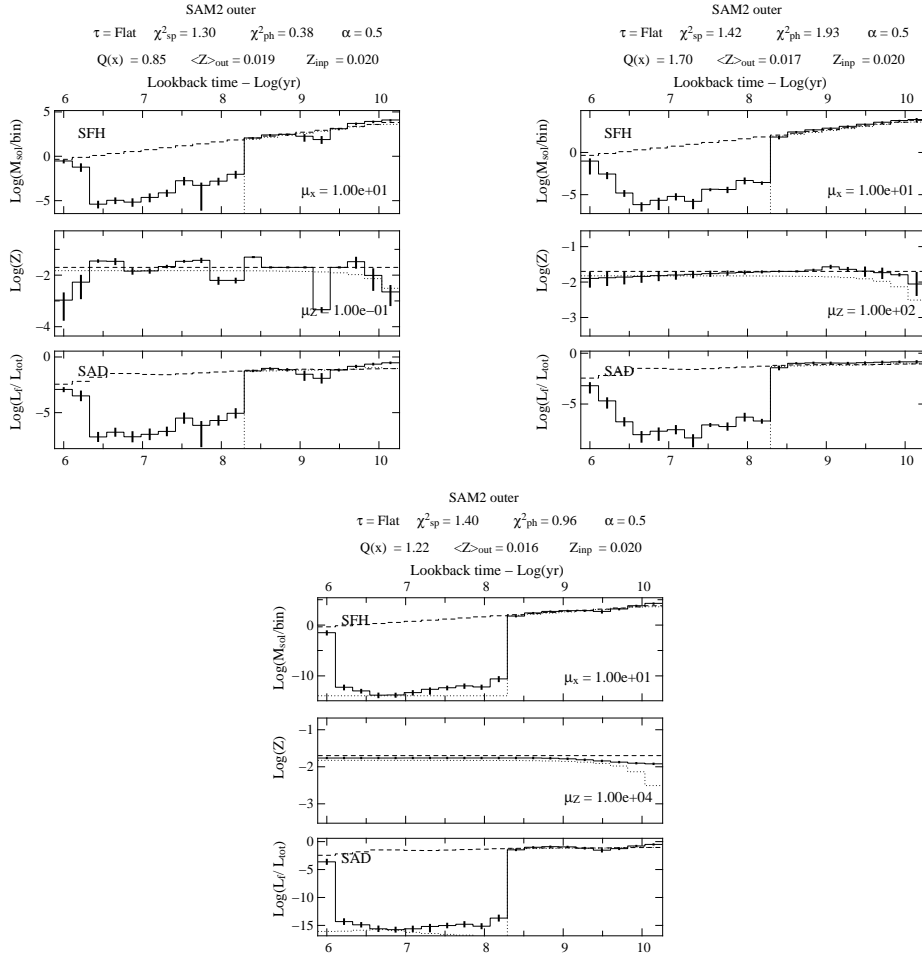 SAM2 outer
τ = Flat χ²sp = 1.30 χ²ph = 0.38 α = 0.5
Q(x) = 0.85 <Z>out = 0.019 Zinp = 0.020
Lookback time − Log(yr)
6 7 8 9 10
Log(Msol/bin)
5
0
−5
SFH
μx = 1.00e+01
Log(Z)
−2
−4
μZ = 1.00e−01
Log(Lf/ Ltot)
0
−5
SAD
6 7 8 9 10
SAM2 outer
τ = Flat χ²sp = 1.42 χ²ph = 1.93 α = 0.5
Q(x) = 1.70 <Z>out = 0.017 Zinp = 0.020
Lookback time − Log(yr)
6 7 8 9 10
Log(Msol/bin)
5
0
−5
SFH
μx = 1.00e+01
Log(Z)
−1
−2
−3
μZ = 1.00e+02
Log(Lf/ Ltot)
0
−5
SAD
6 7 8 9 10
SAM2 outer
τ = Flat χ²sp = 1.40 χ²ph = 0.96 α = 0.5
Q(x) = 1.22 <Z>out = 0.016 Zinp = 0.020
Lookback time − Log(yr)
6 7 8 9 10
Log(Msol/bin)
0
−10
SFH
μx = 1.00e+01
Log(Z)
−1
−2
−3
μZ = 1.00e+04
Log(Lf/ Ltot)
0
−5
−10
−15
SAD
6 7 8 9 10